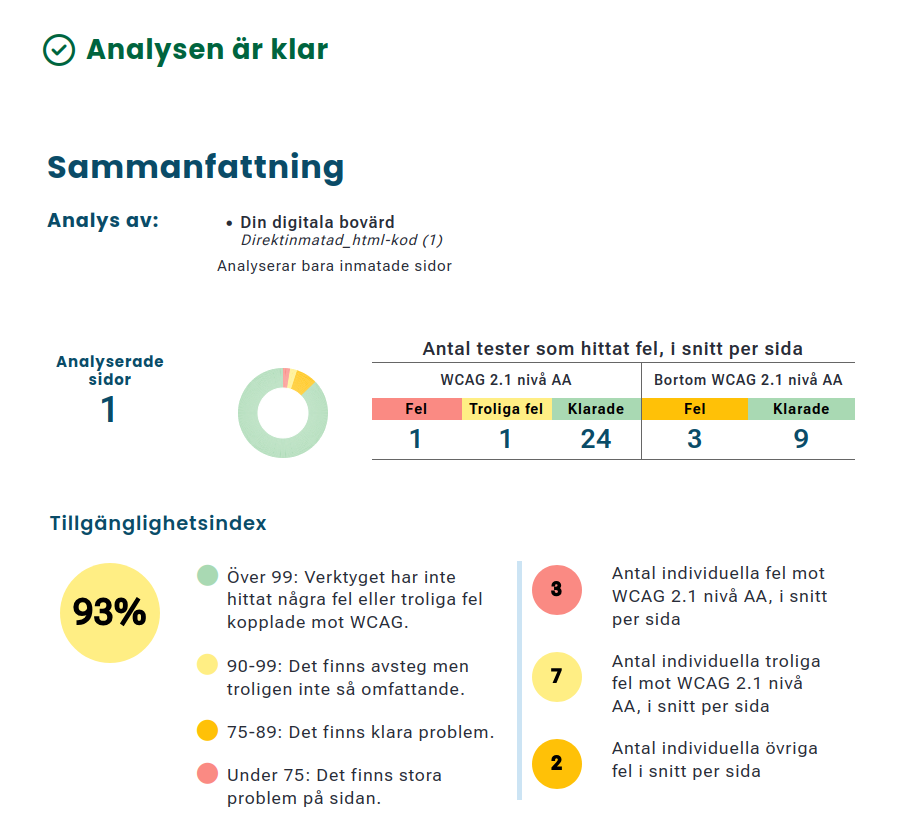 Analysen är klar
Sammanfattning
Analys av:
• Din digitala bovärd
Direktinmatad_html-kod (1)
Analyserar bara inmatade sidor
Analyserade
sidor
1
Antal tester som hittat fel, i snitt per sida
WCAG 2.1 nivå AA
Bortom WCAG 2.1 nivå AA
Fel Troliga fel Klarade Fel Klarade
1 1 24 3 9
Tillgänglighetsindex
93%
Över 99: Verktyget har inte
hittat några fel eller troliga fel
kopplade mot WCAG.
90-99: Det finns avsteg men
troligen inte så omfattande.
75-89: Det finns klara problem.
Under 75: Det finns stora
problem på sidan.
3
Antal individuella fel mot
WCAG 2.1 nivå AA, i snitt
per sida
7
Antal individuella troliga
fel mot WCAG 2.1 nivå
AA, i snitt per sida
2
Antal individuella övriga
fel i snitt per sida